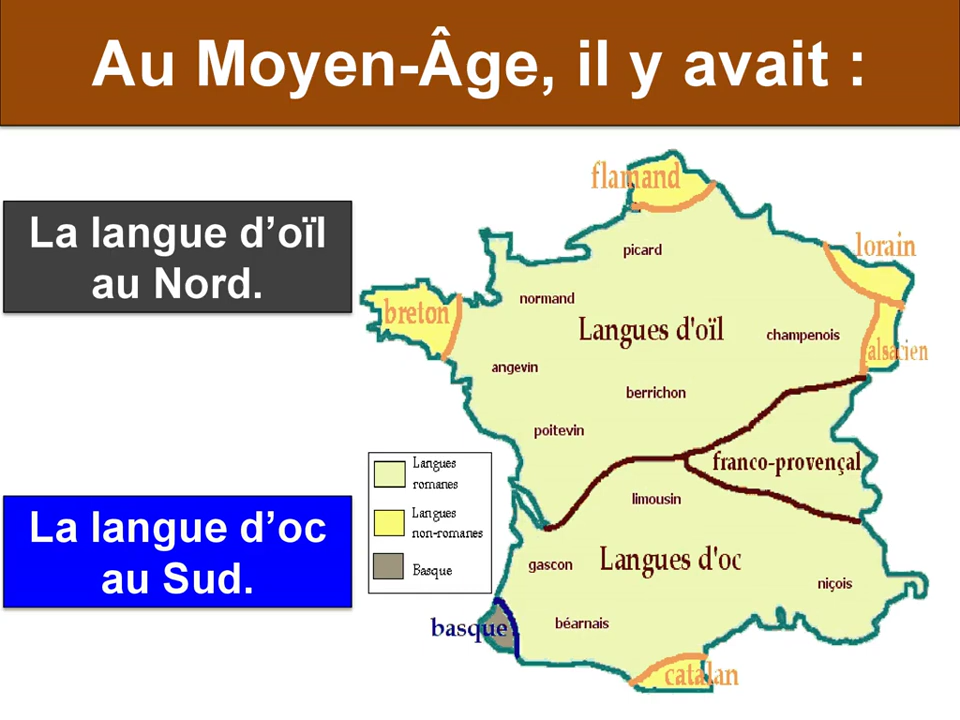 Au Moyen-Âge, il y avait :
La langue d’oïl
au Nord.
La langue d’oc
au Sud.
flamand
lorain
picard
breton
normand
Langues d'oïl
champenois
alsacien
angevin
berrichon
poitevin
franco-provençal
limousin
Langues
romanes
Langues
non-romanes
Basque
gascon
Langues d'oc
niçois
basque
béarnais
catalan